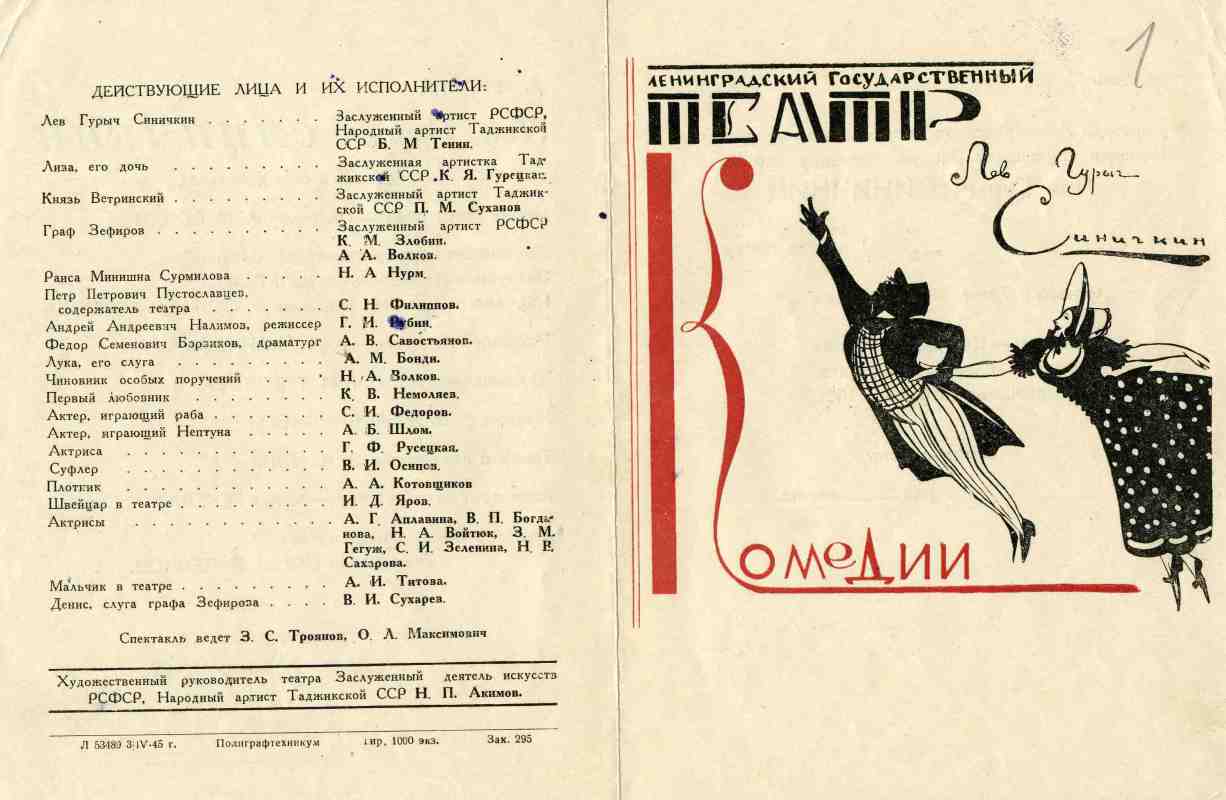 ДЕЙСТВУЮЩИЕ ЛИЦА И ИХ ИСПОЛНИТЕЛИ:
Лев Гурыч Синичкин . . . . . . . Заслуженный артист РСФСР,
Народный артист Таджикской
ССР Б. М Тенин.
Лиза, его дочь . . . . . . . . Заслуженная артистка Тад-
жикской ССР К. Я. Гурецкая.
Князь Ветринский . . . . . . . . Заслуженный артист Таджик-
ской ССР П. М. Суханов
Граф Зефиров . . . . . . . . . Заслуженный артист РСФСР
К. М. Злобин.
А А. Волков.
Раиса Минишна Сурмилова . . . . . Н. А Нурм.
Петр Петрович Пустославцев,
содержатель театра . . . . . . . С. Н. Филиппов.
Андрей Андреевич Налимов, режиссер Г. И. Рубин.
Федор Семенович Борзиков, драматург А. В. Савостьянов.
Лука, его слуга . . . . . . . . А. М. Бонди.
Чиновник особых поручений . . . . Н. А. Волков.
Первый любовник . . . . . . . К. В. Немоляев.
Актер, играющий раба . . . . . . . С. И. Федоров.
Актер, играющий Нептуна . . . . . А. Б. Шлом.
Актриса . . . . . . . . . . . Г. Ф. Русецкая.
Суфлер . . . . . . . . . . . В. И. Осипов.
Плотник . . . . . . . . . . . А. А. Котовщиков
Швейцар в театре . . . . . . . . . И. Д. Яров.
Актрисы . . . . . . . . . . . . А. Г. Аплавина, В. П. Богда-
нова, Н. А. Войтюк, З. М.
Гегуж, С. И. Зеленина, Н. В.
Сахарова.
Мальчик в театре . . . . . . . . . А. И. Титова.
Денис, слуга графа Зефирова . . . . В. И. Сухарев.
Спектакль ведет З. С. Троянов, О. А. Максимович
Художественный руководитель театра Заслуженный деятель искусств
РСФСР, Народный артист Таджикской ССР Н. П. Акимов.
Л 53489 3/IV-45 г. Полиграфтехникум Тир. 1000 экз. Зак. 295
1
ЛЕНИНГРАДСКИЙ ГОСУДАРСТВЕННЫЙ
ТЕАТР
Комедии
Лев Гурыч
Синичкин